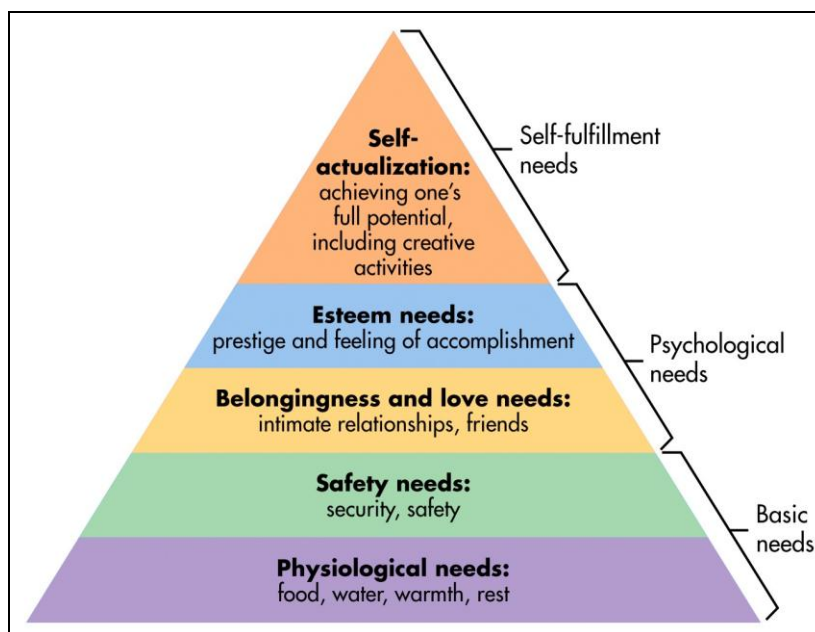 Self-
actualization:
achieving one's
full potential,
including creative
activities
Self-fulfillment
needs
Esteem needs:
prestige and feeling of accomplishment
Belongingness and love needs:
intimate relationships, friends
Psychological
needs
Safety needs:
security, safety
Physiological needs:
food, water, warmth, rest
Basic
needs